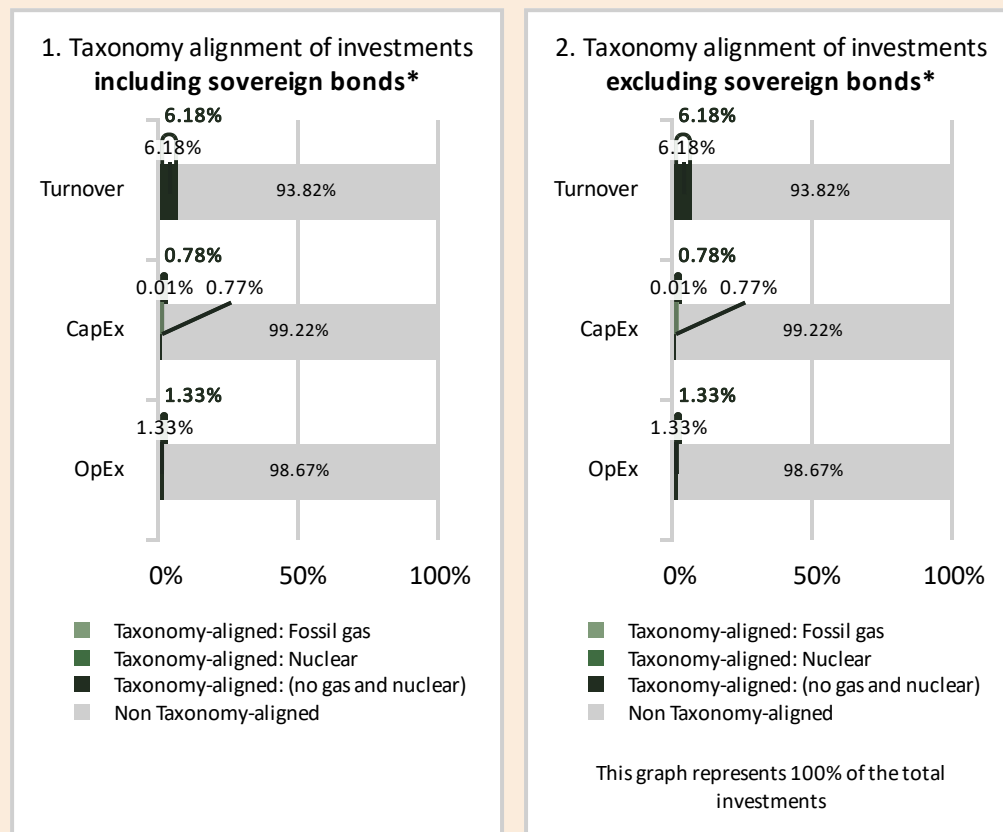 1. Taxonomy alignment of investments
including sovereign bonds*
6.18%
6.18%
Turnover
93.82%
0.78%
0.01% 0.77%
CapEx
99.22%
1.33%
1.33%
OpEx
98.67%
0% 50% 100%
Taxonomy-aligned: Fossil gas
Taxonomy-aligned: Nuclear
Taxonomy-aligned: (no gas and nuclear)
Non Taxonomy-aligned
2. Taxonomy alignment of investments
excluding sovereign bonds*
6.18%
6.18%
Turnover
93.82%
0.78%
0.01% 0.77%
CapEx
99.22%
1.33%
1.33%
OpEx
98.67%
0% 50% 100%
Taxonomy-aligned: Fossil gas
Taxonomy-aligned: Nuclear
Taxonomy-aligned: (no gas and nuclear)
Non Taxonomy-aligned
This graph represents 100% of the total
investments